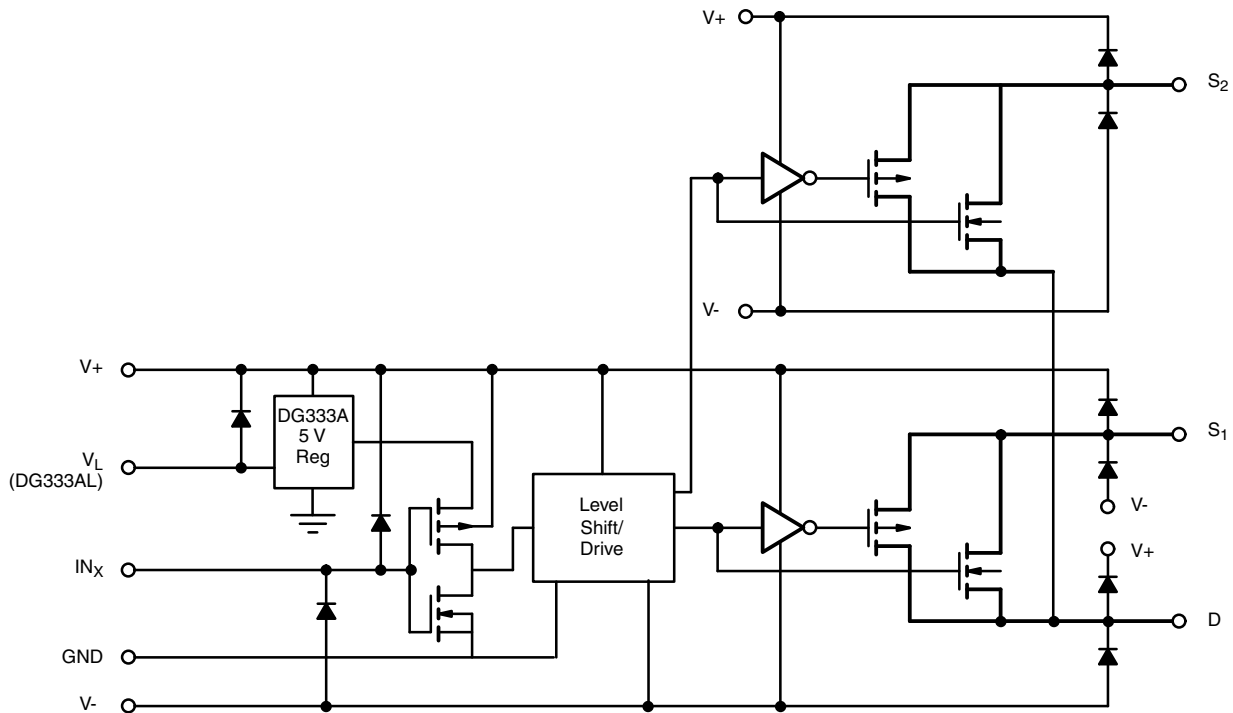 V+
S₂
V-
V+
DG333A
5 V
Reg
V_L
(DG333AL)
S₁
Level
Shift/
Drive
V-
V+
IN_X
D
GND
V-